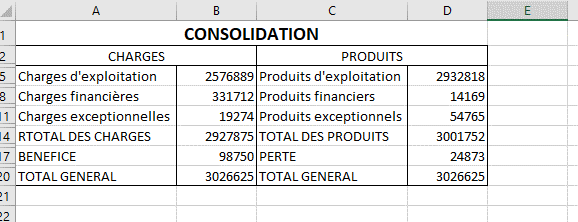 A B C D E
1 CONSOLIDATION
2 CHARGES PRODUITS
5 Charges d'exploitation 2576889 Produits d'exploitation 2932818
8 Charges financières 331712 Produits financiers 14169
11 Charges exceptionnelles 19274 Produits exceptionnels 54765
14 RTOTAL DES CHARGES 2927875 TOTAL DES PRODUITS 3001752
17 BENEFICE 98750 PERTE 24873
20 TOTAL GENERAL 3026625 TOTAL GENERAL 3026625
21
22